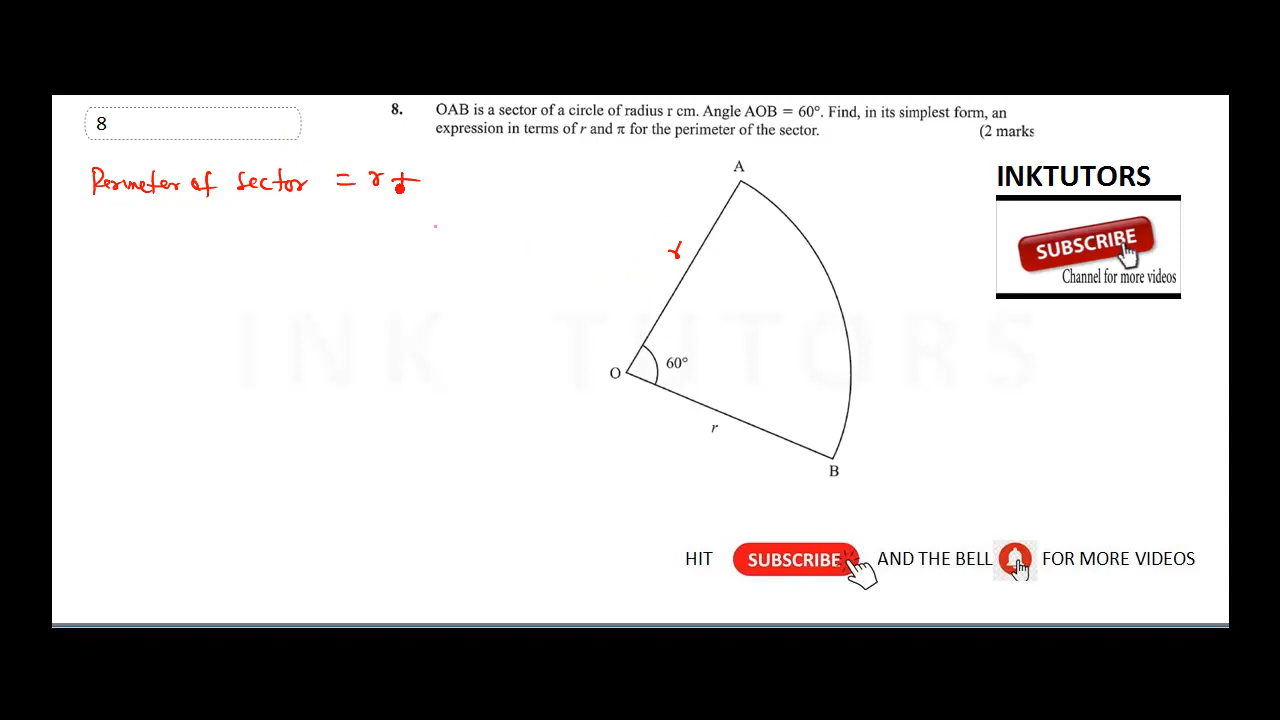 8
8. OAB is a sector of a circle of radius r cm. Angle AOB = 60°. Find, in its simplest form, an
expression in terms of r and π for the perimeter of the sector. (2 marks
Perimeter of sector = r +
A
r
60°
O
r
B
INKTUTORS
SUBSCRIBE
Channel for more videos
INK TUTORS
HIT SUBSCRIBE AND THE BELL FOR MORE VIDEOS